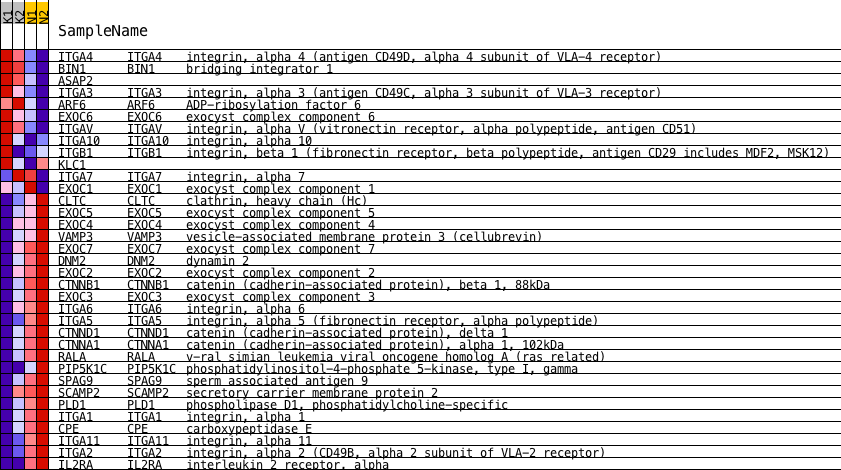 K1 K2 N1 N2
SampleName
ITGA4 ITGA4 integrin, alpha 4 (antigen CD49D, alpha 4 subunit of VLA-4 receptor)
BIN1 BIN1 bridging integrator 1
ASAP2
ITGA3 ITGA3 integrin, alpha 3 (antigen CD49C, alpha 3 subunit of VLA-3 receptor)
ARF6 ARF6 ADP-ribosylation factor 6
EXOC6 EXOC6 exocyst complex component 6
ITGAV ITGAV integrin, alpha V (vitronectin receptor, alpha polypeptide, antigen CD51)
ITGA10 ITGA10 integrin, alpha 10
ITGB1 ITGB1 integrin, beta 1 (fibronectin receptor, beta polypeptide, antigen CD29 includes MDF2, MSK12)
KLC1
ITGA7 ITGA7 integrin, alpha 7
EXOC1 EXOC1 exocyst complex component 1
CLTC CLTC clathrin, heavy chain (Hc)
EXOC5 EXOC5 exocyst complex component 5
EXOC4 EXOC4 exocyst complex component 4
VAMP3 VAMP3 vesicle-associated membrane protein 3 (cellubrevin)
EXOC7 EXOC7 exocyst complex component 7
DNM2 DNM2 dynamin 2
EXOC2 EXOC2 exocyst complex component 2
CTNNB1 CTNNB1 catenin (cadherin-associated protein), beta 1, 88kDa
EXOC3 EXOC3 exocyst complex component 3
ITGA6 ITGA6 integrin, alpha 6
ITGA5 ITGA5 integrin, alpha 5 (fibronectin receptor, alpha polypeptide)
CTNND1 CTNND1 catenin (cadherin-associated protein), delta 1
CTNNA1 CTNNA1 catenin (cadherin-associated protein), alpha 1, 102kDa
RALA RALA v-ral simian leukemia viral oncogene homolog A (ras related)
PIP5K1C PIP5K1C phosphatidylinositol-4-phosphate 5-kinase, type I, gamma
SPAG9 SPAG9 sperm associated antigen 9
SCAMP2 SCAMP2 secretory carrier membrane protein 2
PLD1 PLD1 phospholipase D1, phosphatidylcholine-specific
ITGA1 ITGA1 integrin, alpha 1
CPE CPE carboxypeptidase E
ITGA11 ITGA11 integrin, alpha 11
ITGA2 ITGA2 integrin, alpha 2 (CD49B, alpha 2 subunit of VLA-2 receptor)
IL2RA IL2RA interleukin 2 receptor, alpha